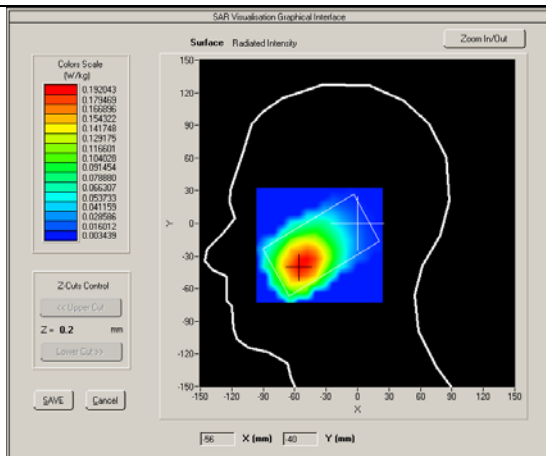 SAR Visualisation Graphical Interface
Surface Radiated Intensity
Zoom In/Out
Colors Scale
(W/kg)
0.192043
0.179469
0.166896
0.154322
0.141748
0.129175
0.116601
0.104028
0.091454
0.078880
0.066307
0.053733
0.041159
0.028586
0.016012
0.003439
150
120
90
60
30
0
-30
-60
-90
-120
-150
Y
-150 -120 -90 -60 -30 0 30 60 90 120 150
X
Z-Cuts Control
<< Upper Cut
Z = 0.2 mm
Lower Cut >>
SAVE Cancel
-56 X (mm) -40 Y (mm)